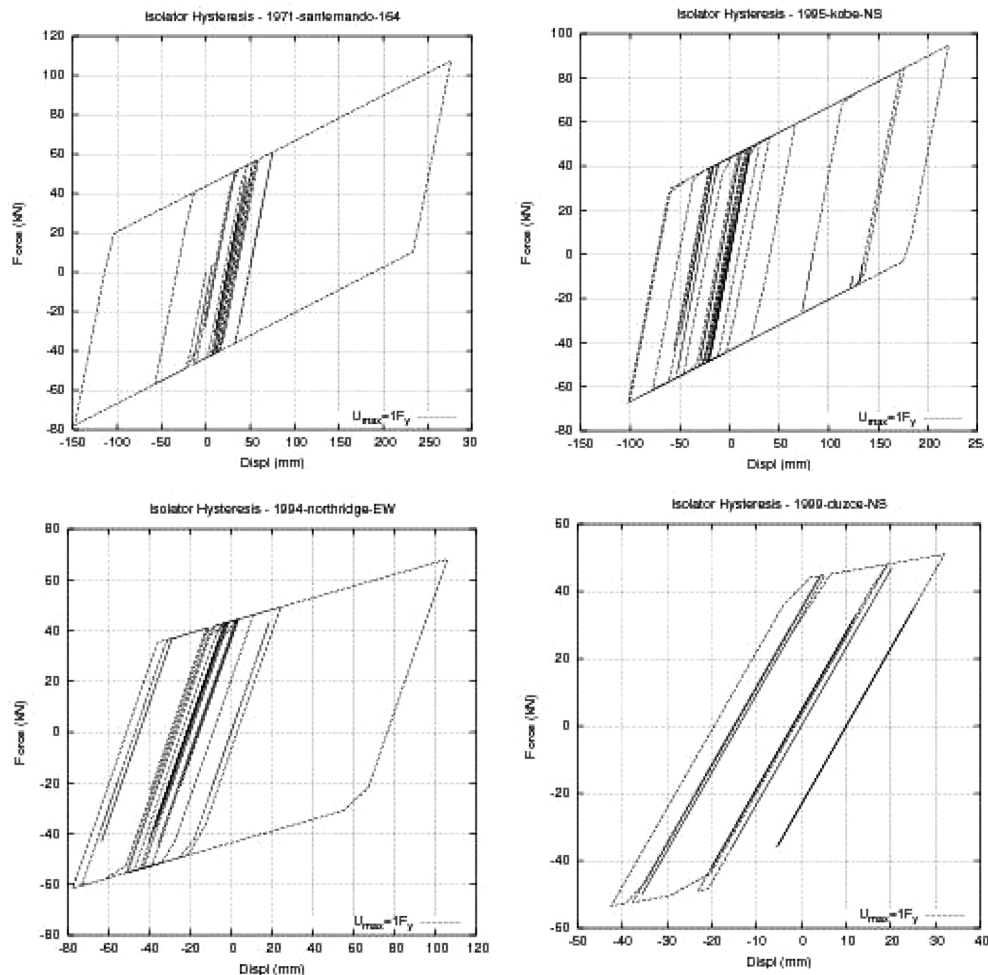 Isolator Hysteresis - 1971-sanfernando-164
120
100
80
60
40
20
0
-20
-40
-60
-80
Force (kN)
-150 -100 -50 0 50 100 150 200 250 30
Displ (mm)
Umax=1Fy
Isolator Hysteresis - 1995-kobe-NS
100
80
60
40
20
0
-20
-40
-60
-80
Force (kN)
-150 -100 -50 0 50 100 150 200 25
Displ (mm)
Umax=1Fy
Isolator Hysteresis - 1994-northridge-EW
80
60
40
20
0
-20
-40
-60
-80
Force (kN)
-80 -60 -40 -20 0 20 40 60 80 100 120
Displ (mm)
Umax=1Fy
Isolator Hysteresis - 1999-duzce-NS
60
40
20
0
-20
-40
-60
Force (kN)
-50 -40 -30 -20 -10 0 10 20 30 40
Displ (mm)
Umax=1Fy